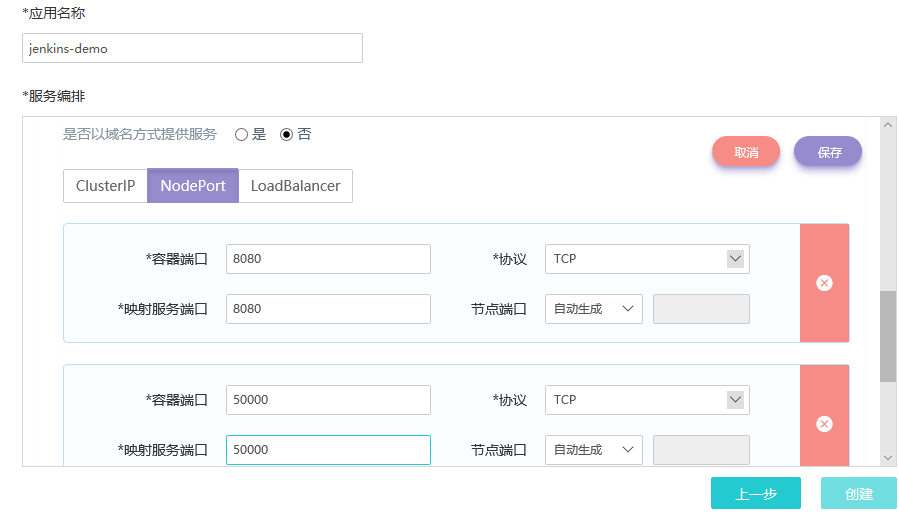 *应用名称
jenkins-demo
*服务编排
是否以域名方式提供服务 是 否
取消 保存
ClusterIP NodePort LoadBalancer
*容器端口 8080 *协议 TCP
*映射服务端口 8080 节点端口 自动生成
*容器端口 50000 *协议 TCP
*映射服务端口 50000 节点端口 自动生成
上一步 创建